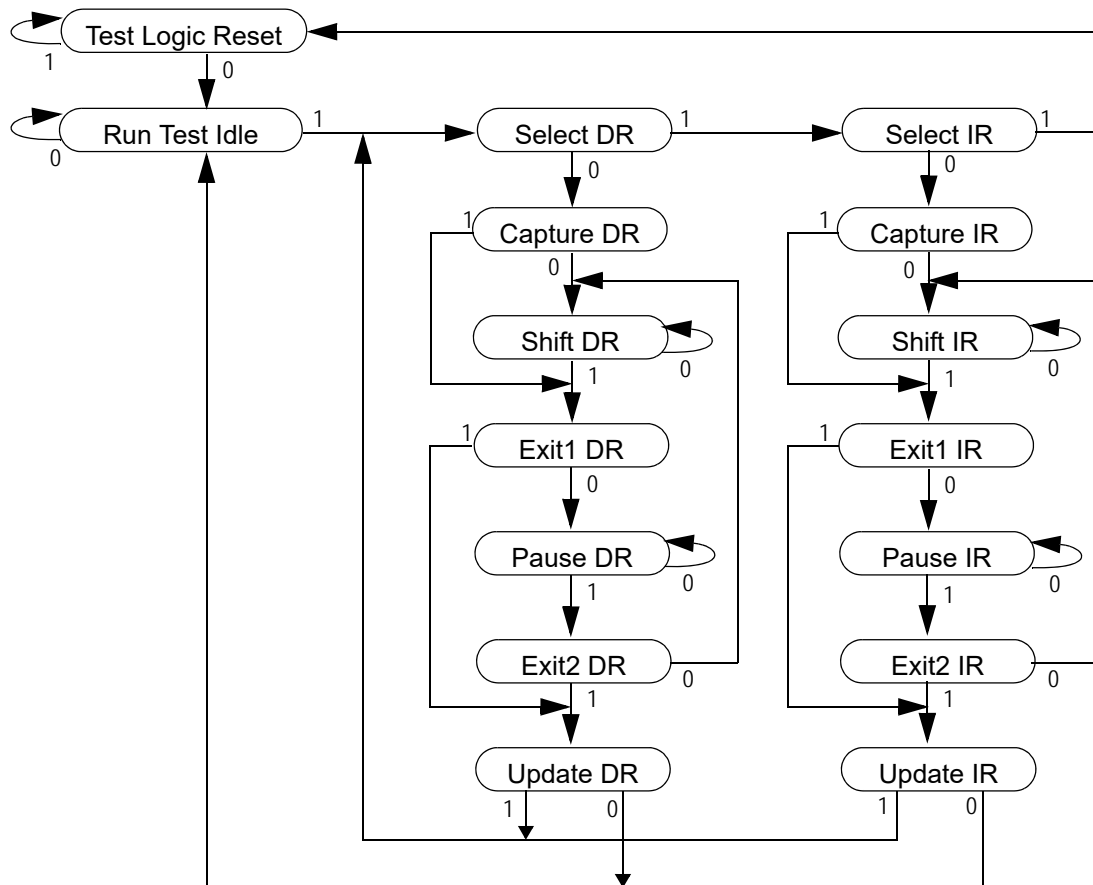 Test Logic Reset
1
0
Run Test Idle
1
0
Select DR
1
0
Select IR
1
0
1
Capture DR
0
1
Capture IR
0
Shift DR
0
1
Shift IR
0
1
1
Exit1 DR
0
1
Exit1 IR
0
Pause DR
0
1
Pause IR
0
1
Exit2 DR
0
1
Exit2 IR
0
1
Update DR
1
0
Update IR
1
0